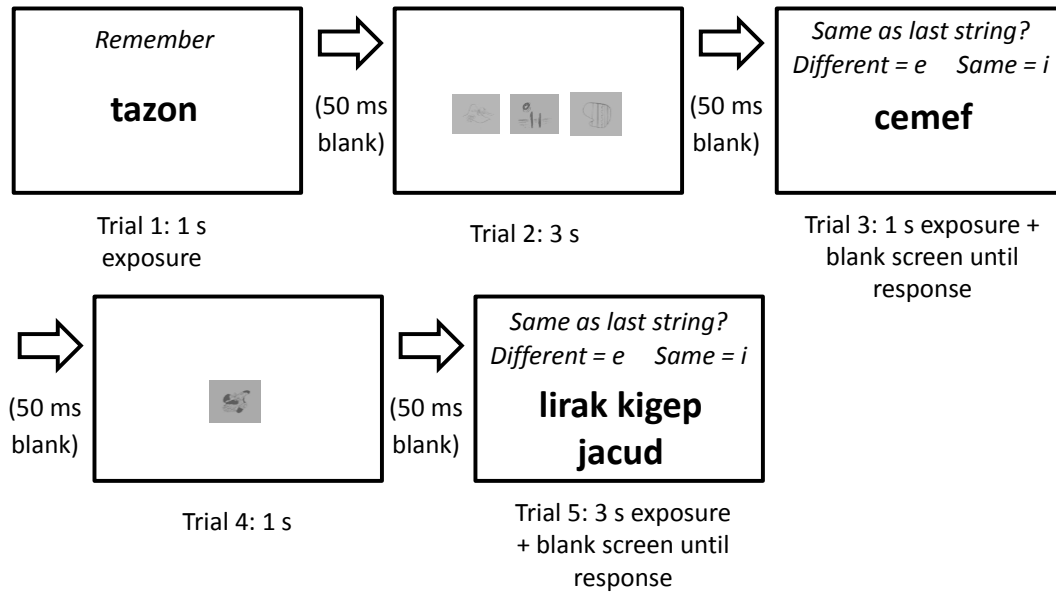 Remember
tazon
(50 ms
blank)
(50 ms
blank)
Same as last string?
Different = e Same = i
cemef
Trial 1: 1 s
exposure
Trial 2: 3 s
Trial 3: 1 s exposure +
blank screen until
response
(50 ms
blank)
(50 ms
blank)
Same as last string?
Different = e Same = i
lirak kigep
jacud
Trial 4: 1 s
Trial 5: 3 s exposure
+ blank screen until
response